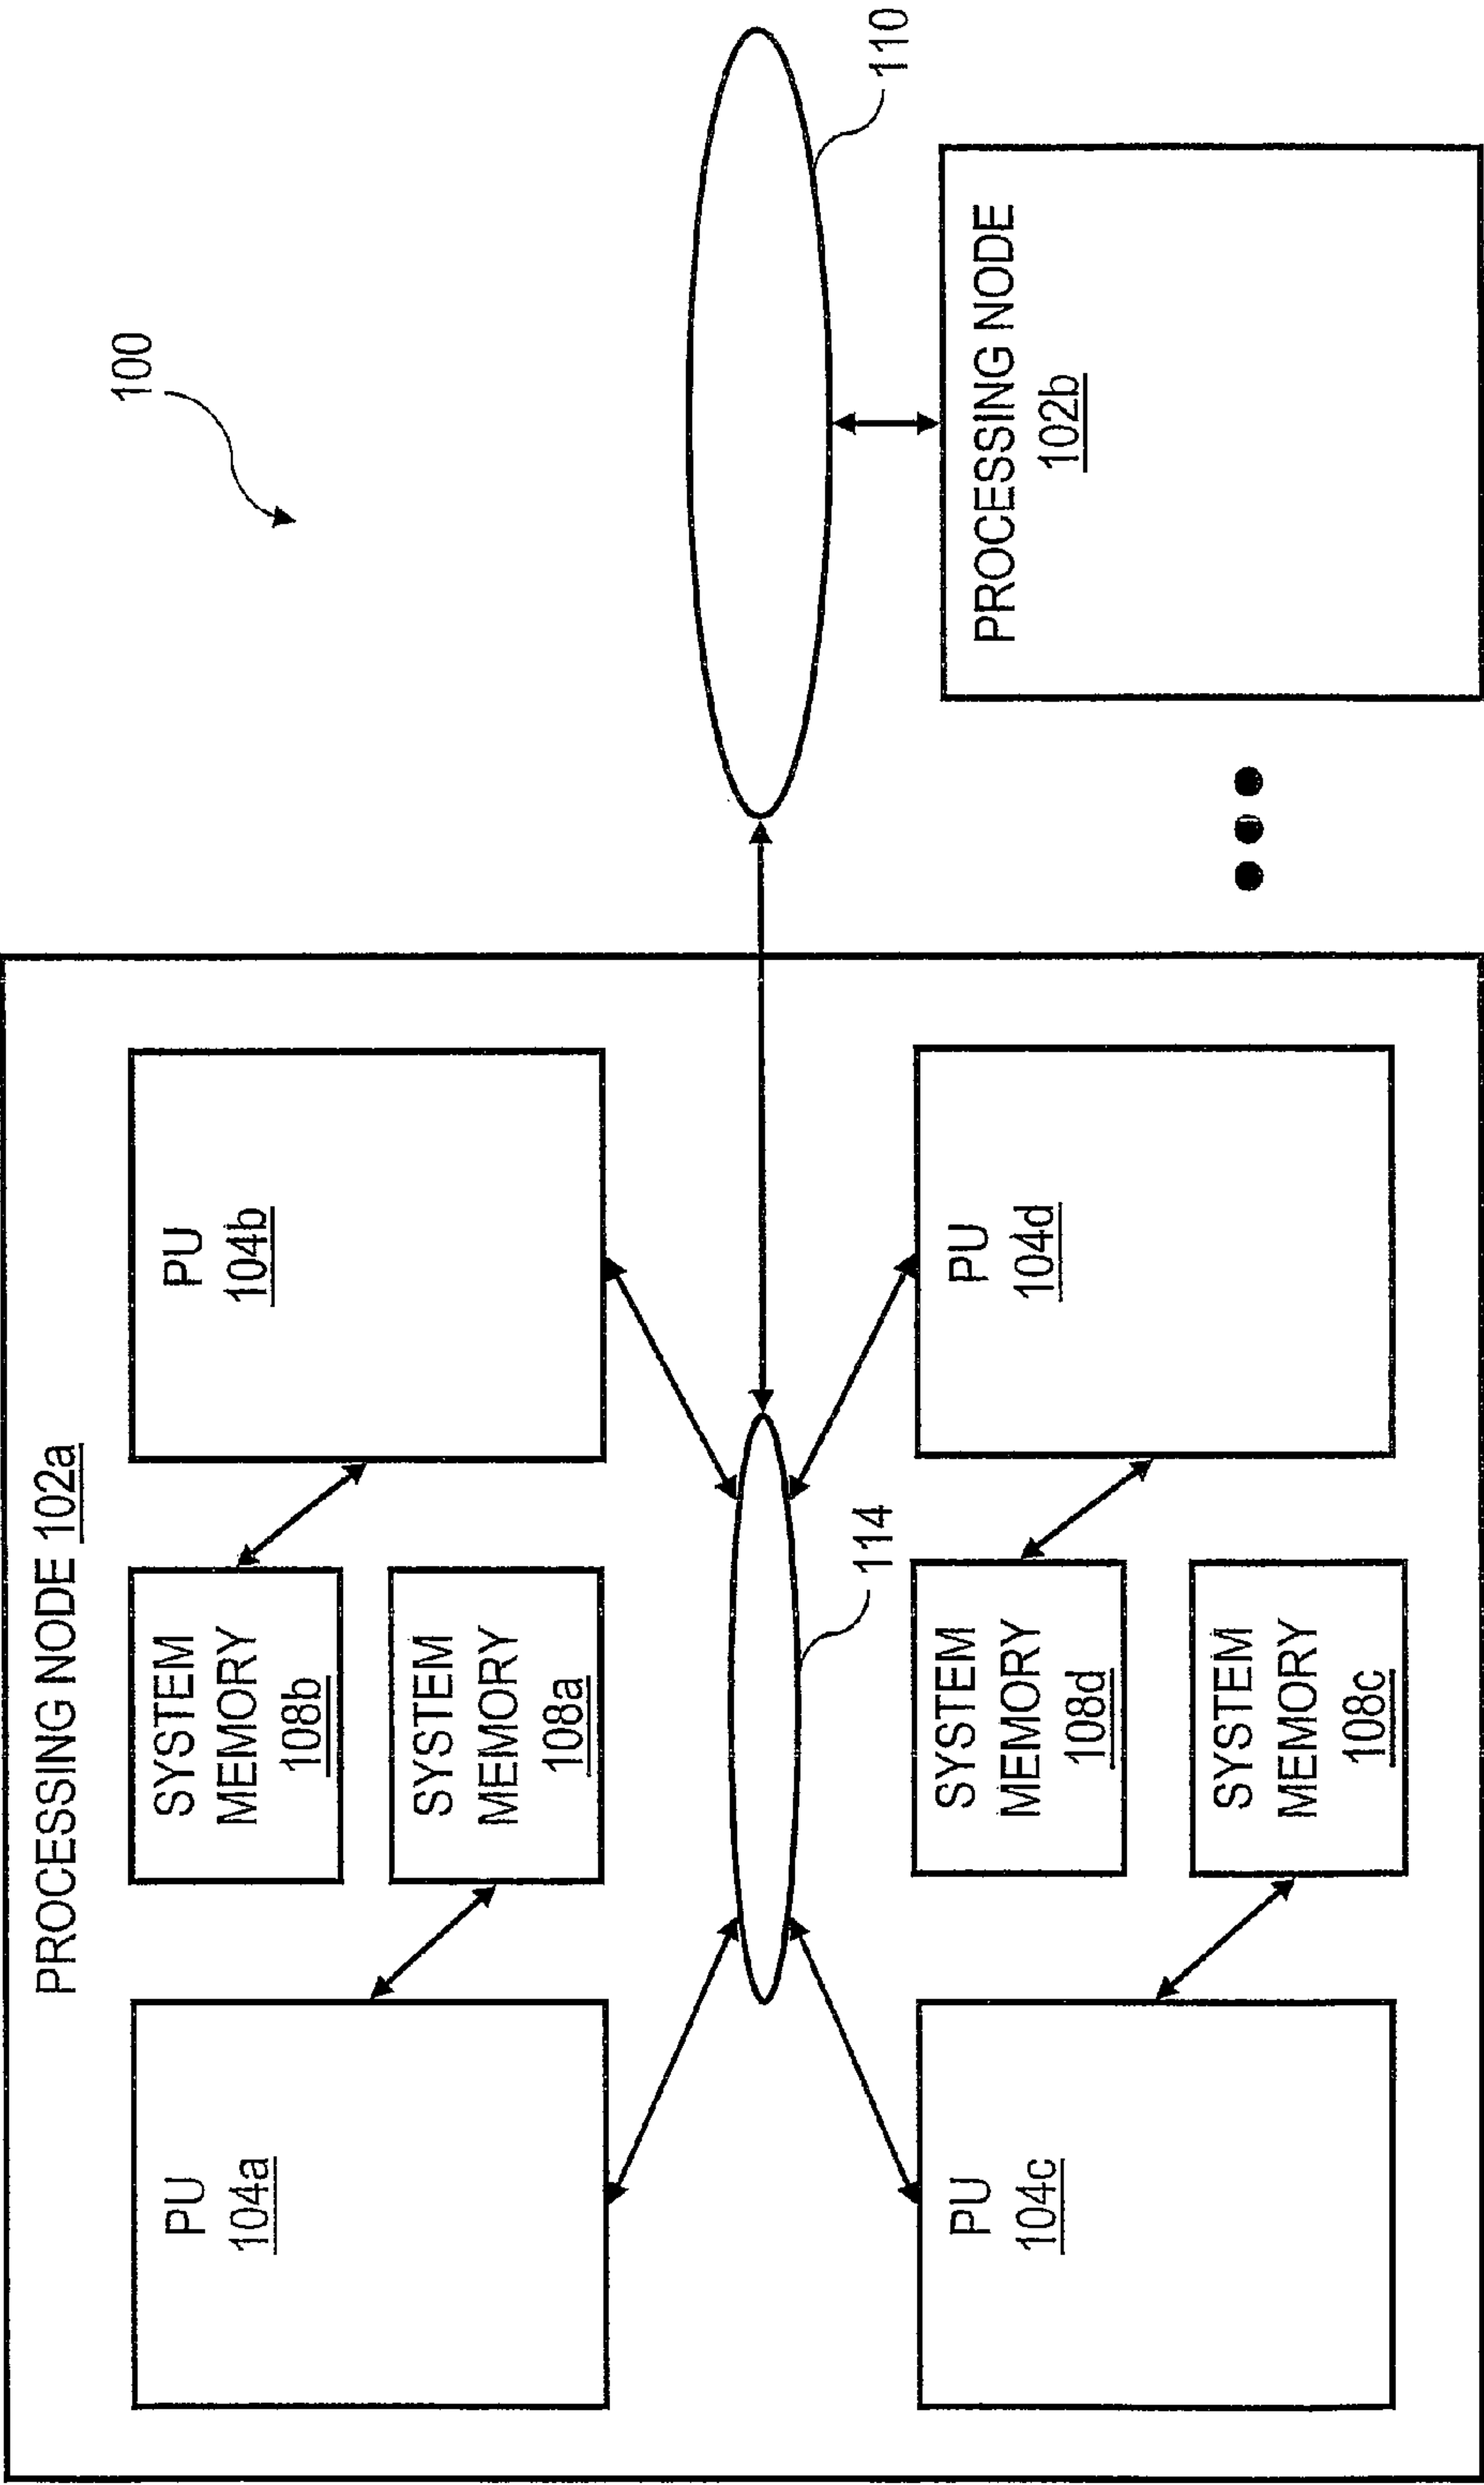 100
PROCESSING NODE 102a
PU
104a
SYSTEM
MEMORY
108b
SYSTEM
MEMORY
108a
PU
104b
114
110
PU
104c
SYSTEM
MEMORY
108d
SYSTEM
MEMORY
108c
PU
104d
PROCESSING NODE
102b